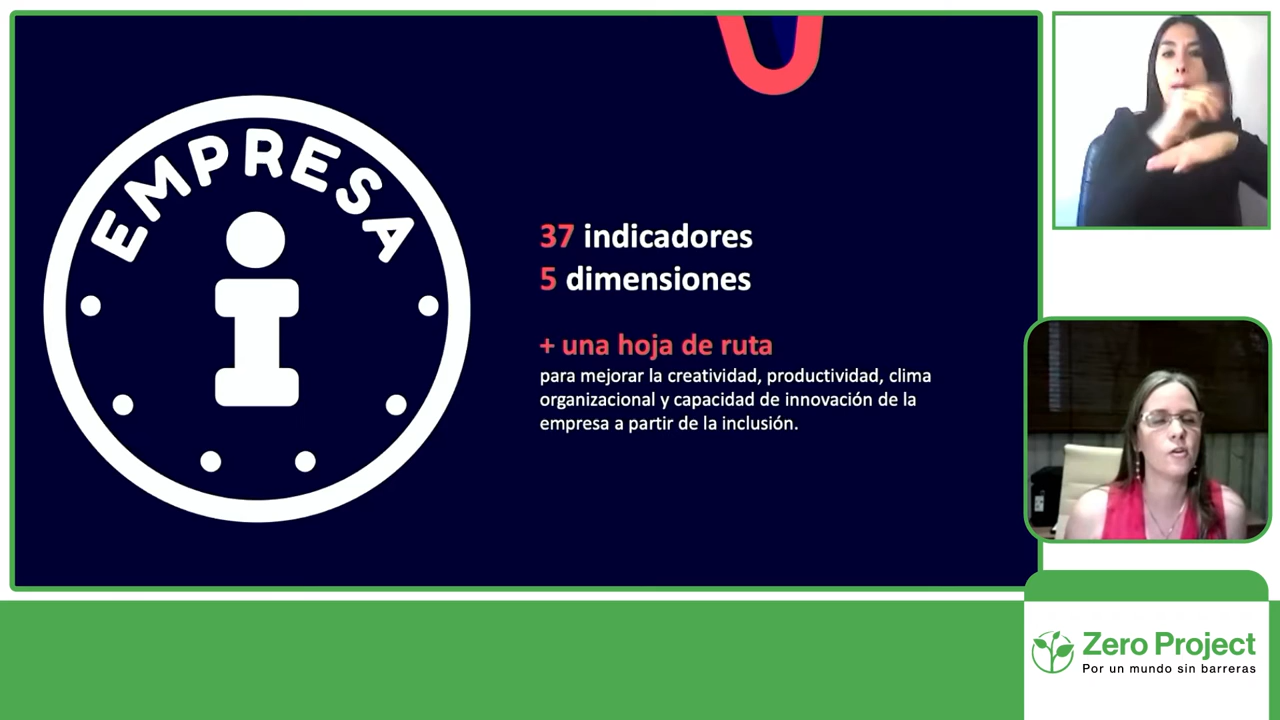 EMPRESA
i
37 indicadores
5 dimensiones
+ una hoja de ruta
para mejorar la creatividad, productividad, clima
organizacional y capacidad de innovación de la
empresa a partir de la inclusión.
Zero Project
Por un mundo sin barreras